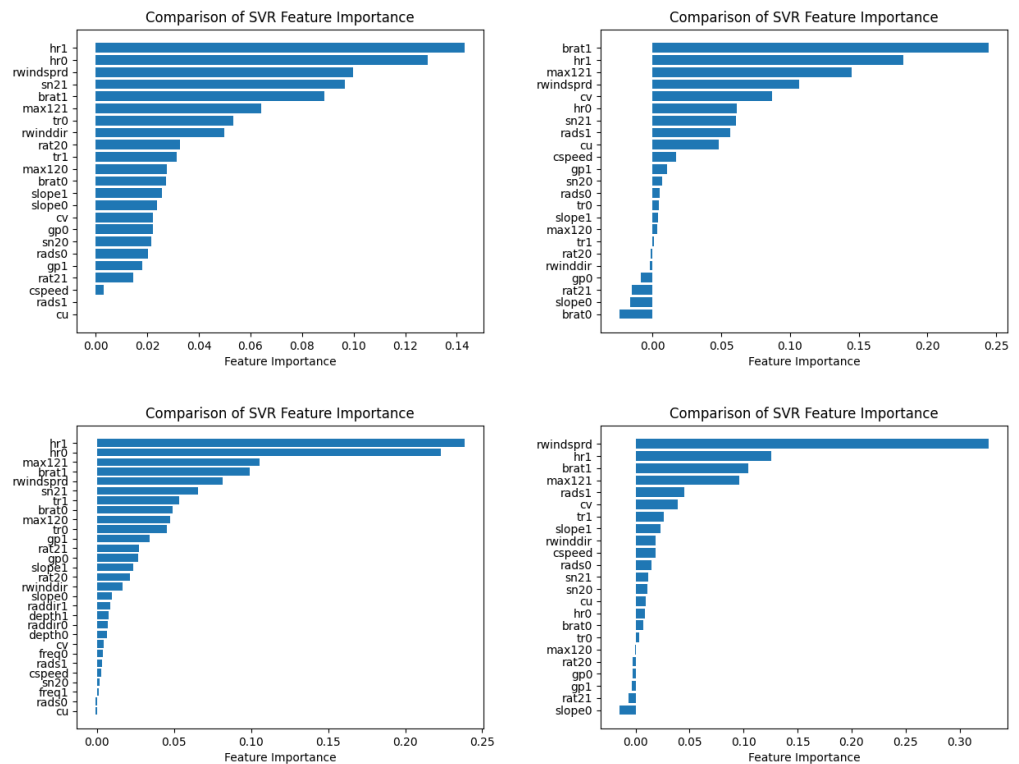 Comparison of SVR Feature Importance
hr1
hr0
rwindsprd
sn21
brat1
max121
tr0
rwinddir
rat20
tr1
max120
brat0
slope1
slope0
cv
gp0
sn20
rads0
gp1
rat21
cspeed
rads1
cu
0.00 0.02 0.04 0.06 0.08 0.10 0.12 0.14
Feature Importance
Comparison of SVR Feature Importance
brat1
hr1
max121
rwindsprd
cv
hr0
sn21
rads1
cu
cspeed
gp1
sn20
rads0
tr0
slope1
max120
tr1
rat20
rwinddir
gp0
rat21
slope0
brat0
0.00 0.05 0.10 0.15 0.20 0.25
Feature Importance
Comparison of SVR Feature Importance
hr1
hr0
max121
brat1
rwindsprd
sn21
tr1
brat0
max120
tr0
gp1
rat21
gp0
slope1
rat20
rwinddir
slope0
raddir1
depth1
raddir0
depth0
cv
freq0
rads1
cspeed
sn20
freq1
rads0
cu
0.00 0.05 0.10 0.15 0.20 0.25
Feature Importance
Comparison of SVR Feature Importance
rwindsprd
hr1
brat1
max121
rads1
cv
tr1
slope1
rwinddir
cspeed
rads0
sn21
sn20
cu
hr0
brat0
tr0
max120
rat20
gp0
gp1
rat21
slope0
0.00 0.05 0.10 0.15 0.20 0.25 0.30
Feature Importance